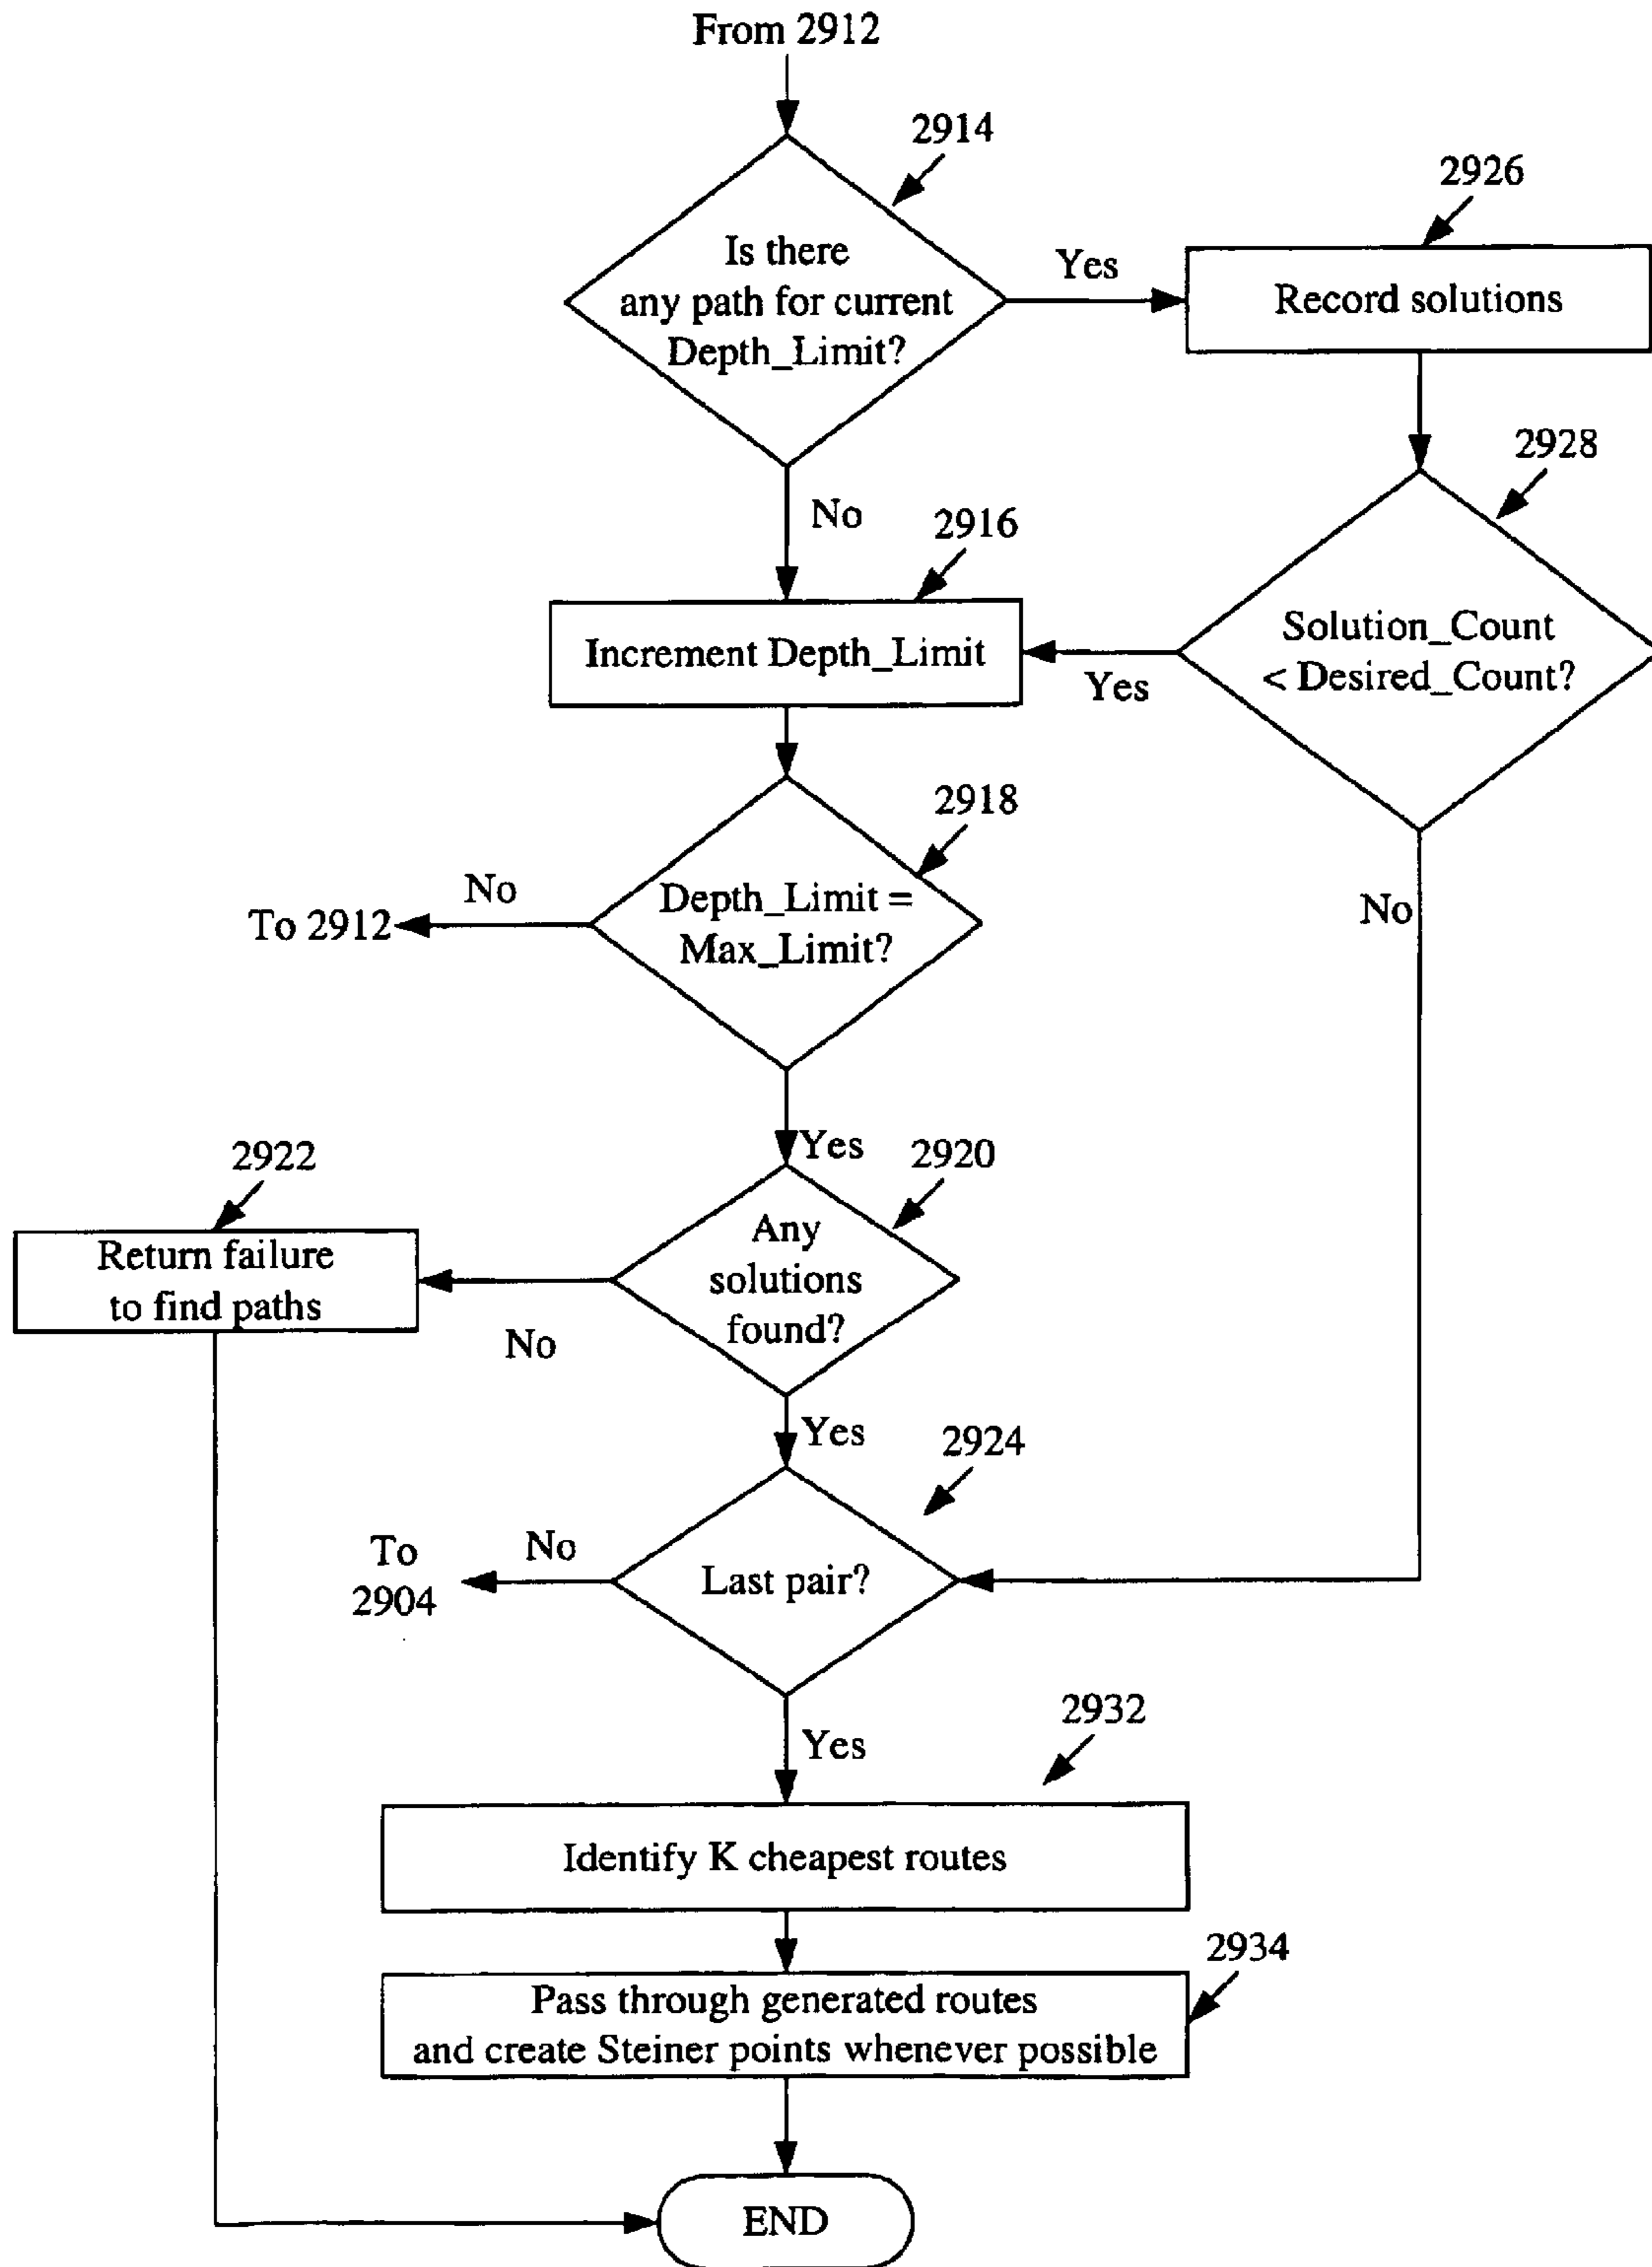 From 2912
2914
2926
Is there
any path for current
Depth_Limit?
Yes
Record solutions
2928
No
2916
Solution_Count
< Desired_Count?
Increment Depth_Limit
Yes
2918
Depth_Limit =
Max_Limit?
No
To 2912
No
Yes
2920
2922
Any
solutions
found?
Return failure
to find paths
No
Yes
2924
Last pair?
No
To
2904
2932
Yes
Identify K cheapest routes
2934
Pass through generated routes
and create Steiner points whenever possible
END